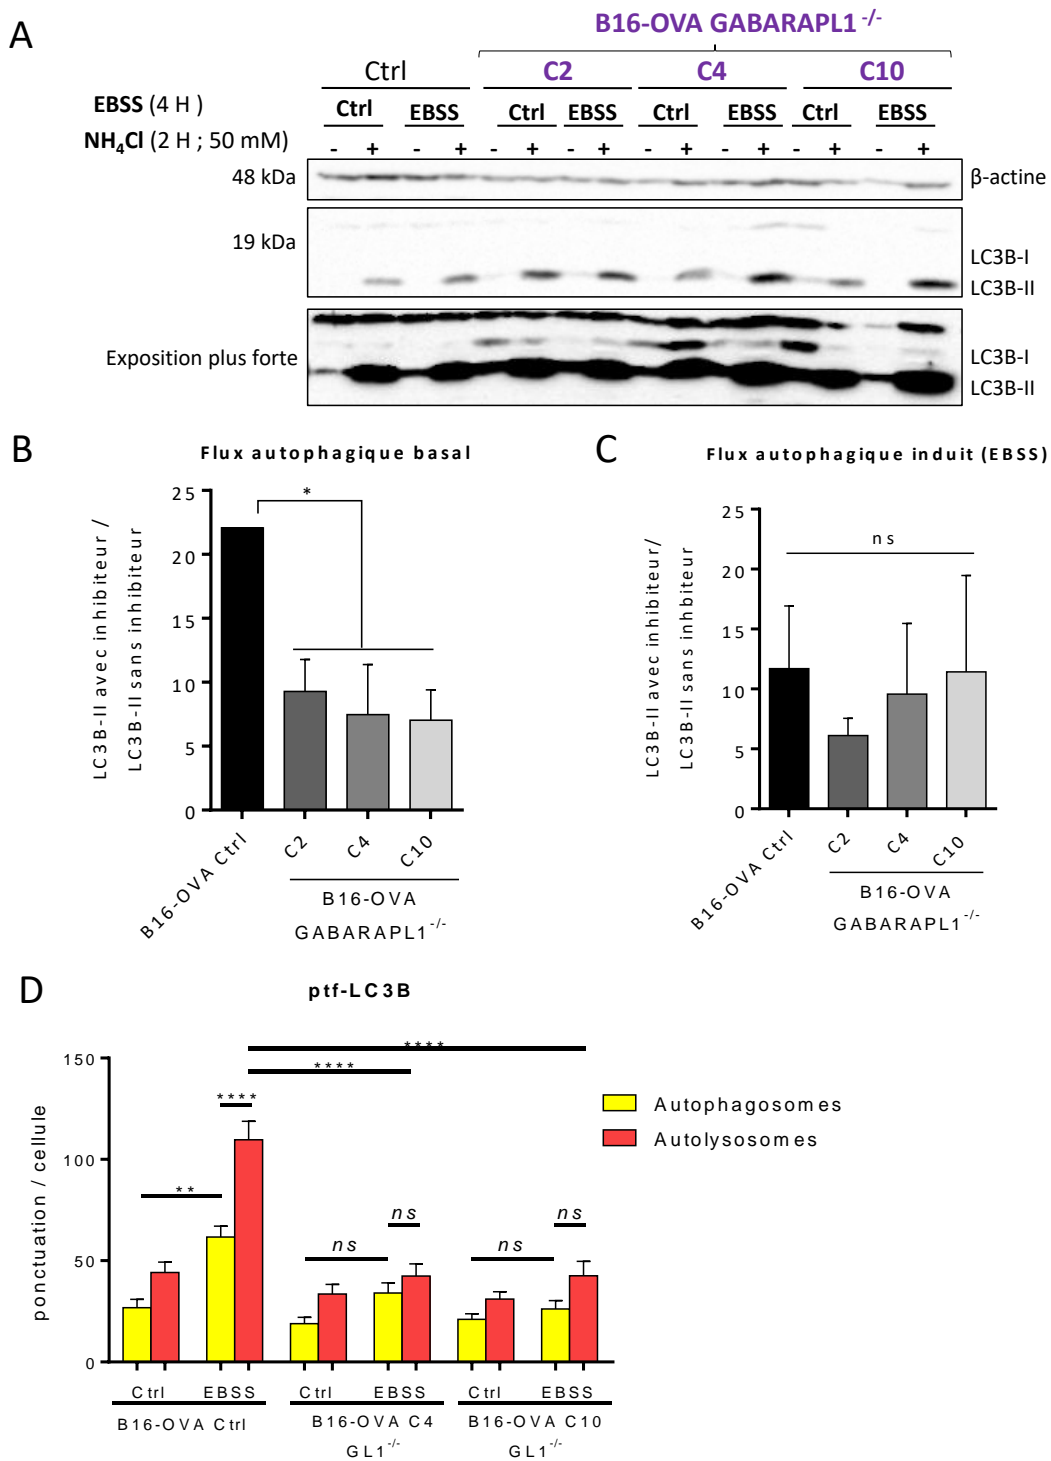 A
B16-OVA GABARAPL1 -/-
Ctrl C2 C4 C10
EBSS (4 H ) Ctrl EBSS Ctrl EBSS Ctrl EBSS Ctrl EBSS
NH4Cl (2 H ; 50 mM) - + - + - + - + - + - + - + - +
48 kDa β-actine
19 kDa
LC3B-I
LC3B-II
Exposition plus forte LC3B-I
LC3B-II
B
Flux autophagique basal
LC3B-II avec inhibiteur /
LC3B-II sans inhibiteur
25
20
15
10
5
0
*
B16-OVA Ctrl C2 C4 C10
B16-OVA
GABARAPL1-/-
C
Flux autophagique induit (EBSS)
LC3B-II avec inhibiteur/
LC3B-II sans inhbiteur
25
20
15
10
5
0
ns
B16-OVA Ctrl C2 C4 C10
B16-OVA
GABARAPL1-/-
D
ptf-LC3B
ponctuation / cellule
150
100
50
0
****
****
****
**
ns
ns
ns
ns
Autophagosomes
Autolysosomes
Ctrl EBSS Ctrl EBSS Ctrl EBSS
B16-OVA Ctrl B16-OVA C4 B16-OVA C10
GL1-/- GL1-/-